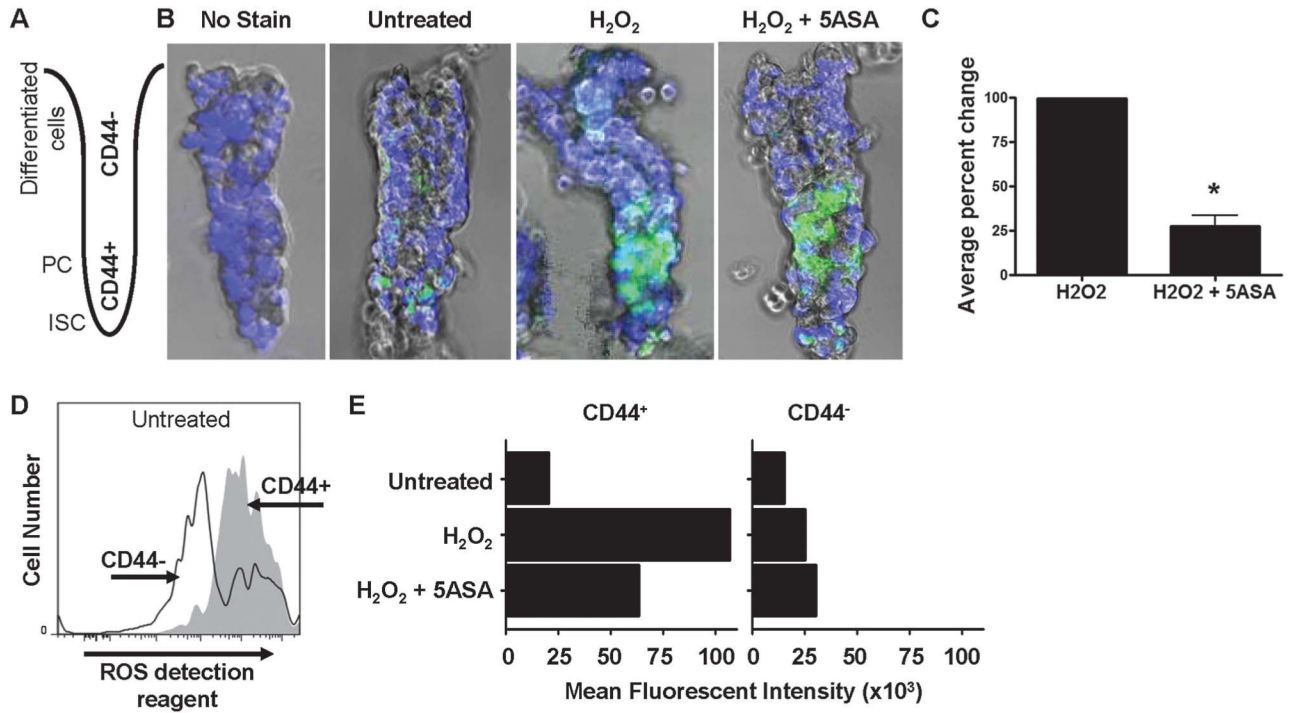 A
Differentiated
cells
CD44-
CD44+
PC
ISC
B
No Stain
Untreated
H₂O₂
H₂O₂ + 5ASA
C
Average percent change
100
75
50
25
0
*
H2O2
H2O2 + 5ASA
D
Untreated
Cell Number
CD44+
CD44-
0
ROS detection
reagent
E
CD44⁺
CD44⁻
Untreated
H₂O₂
H₂O₂ + 5ASA
0 25 50 75 100
0 25 50 75 100
Mean Fluorescent Intensity (x10³)